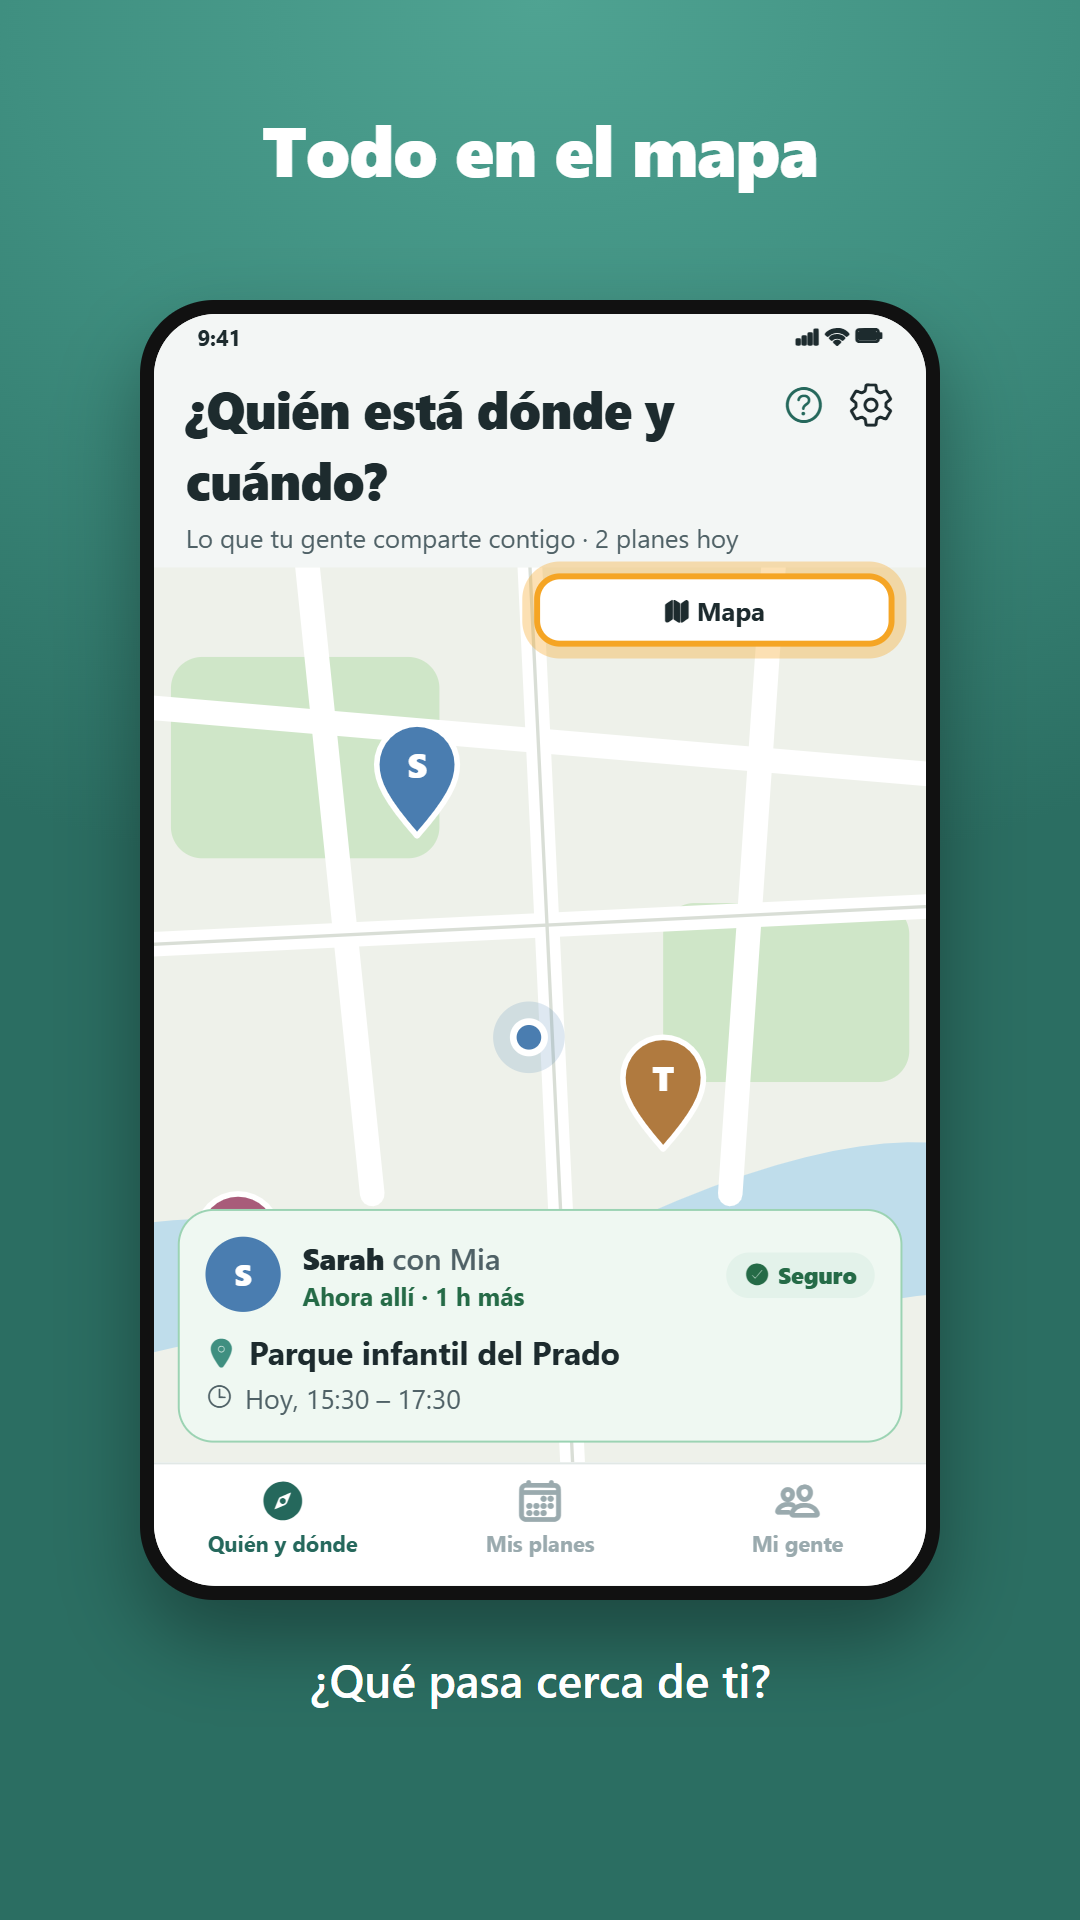 Todo en el mapa
9:41
¿Quién está dónde y
cuándo?
Lo que tu gente comparte contigo · 2 planes hoy
Mapa
S
T
S
Sarah con Mia
Ahora allí · 1 h más
Seguro
Parque infantil del Prado
Hoy, 15:30 – 17:30
Quién y dónde
Mis planes
Mi gente
¿Qué pasa cerca de ti?